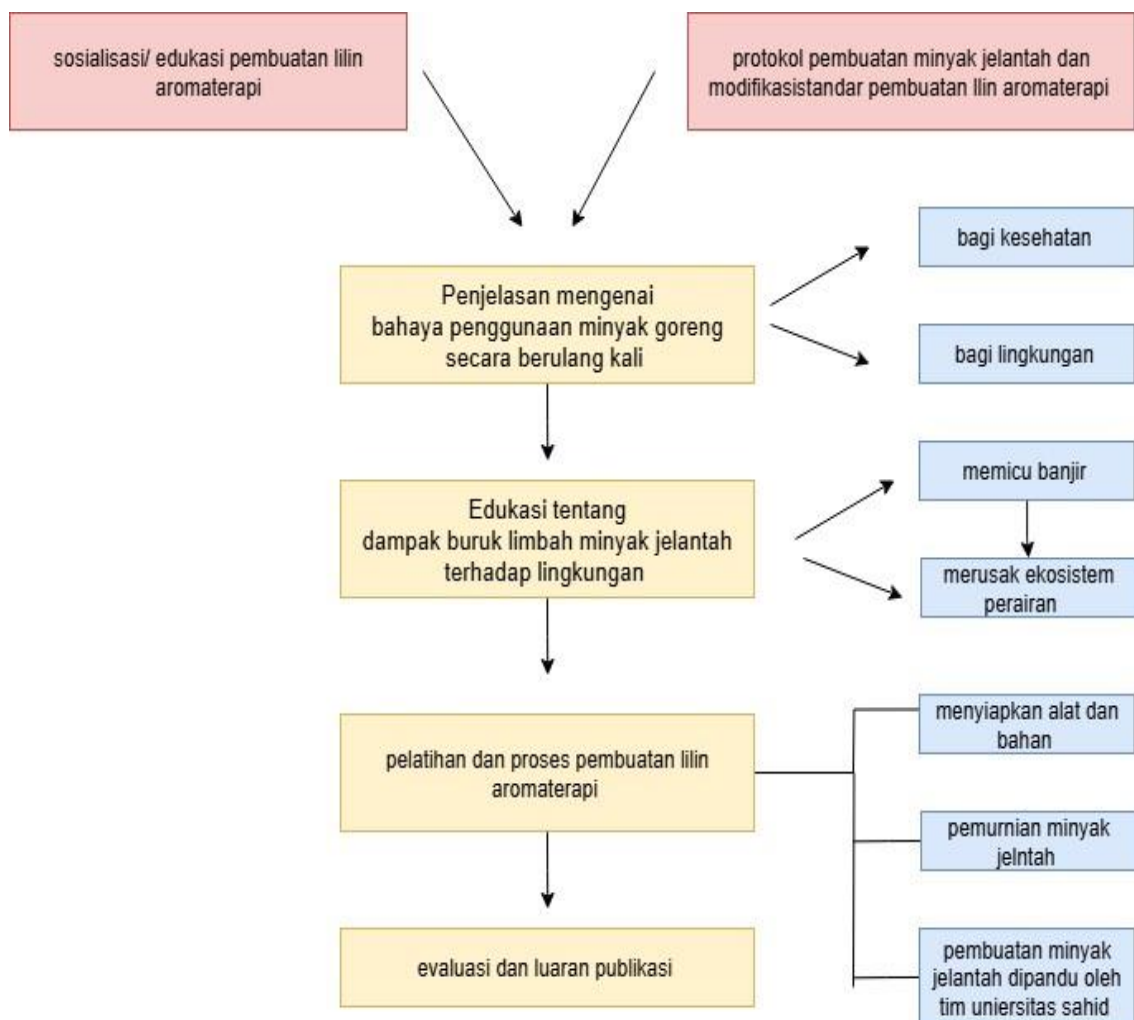 sosialisasi/ edukasi pembuatan lilin
aromaterapi
protokol pembuatan minyak jelantah dan
modifikasistandar pembuatan llin aromaterapi
Penjelasan mengenai
bahaya penggunaan minyak goreng
secara berulang kali
bagi kesehatan
bagi lingkungan
Edukasi tentang
dampak buruk limbah minyak jelantah
terhadap lingkungan
memicu banjir
merusak ekosistem
perairan
pelatihan dan proses pembuatan lilin
aromaterapi
menyiapkan alat dan
bahan
pemurnian minyak
jelntah
pembuatan minyak
jelantah dipandu oleh
tim uniersitas sahid
evaluasi dan luaran publikasi